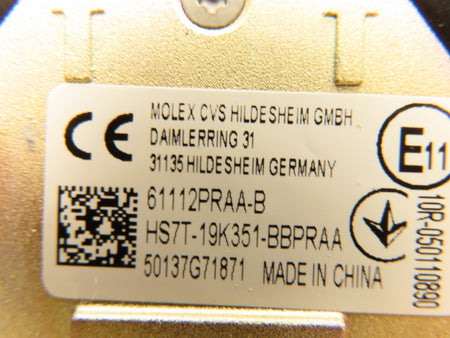 MOLEX CVS HILDESHEIM GMBH
DAIMLERRING 31
31135 HILDESHEIM GERMANY
CE
E11
61112PRAA-B
HS7T-19K351-BBPRAA
50137G71871 MADE IN CHINA
10R-050110890